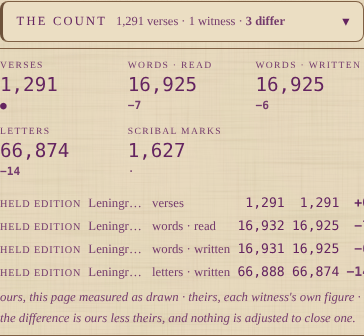 THE COUNT 1,291 verses · 1 witness · 3 differ ▼
VERSES WORDS · READ WORDS · WRITTEN
1,291 16,925 16,925
● −7 −6
LETTERS SCRIBAL MARKS
66,874 1,627
−14 ·
HELD EDITION Leningr… verses 1,291 1,291
HELD EDITION Leningr… words · read 16,932 16,925
HELD EDITION Leningr… words · written 16,931 16,925
HELD EDITION Leningr… letters · written 66,888 66,874
ours, this page measured as drawn · theirs, each witness's own figure ·
the difference is ours less theirs, and nothing is adjusted to close one.